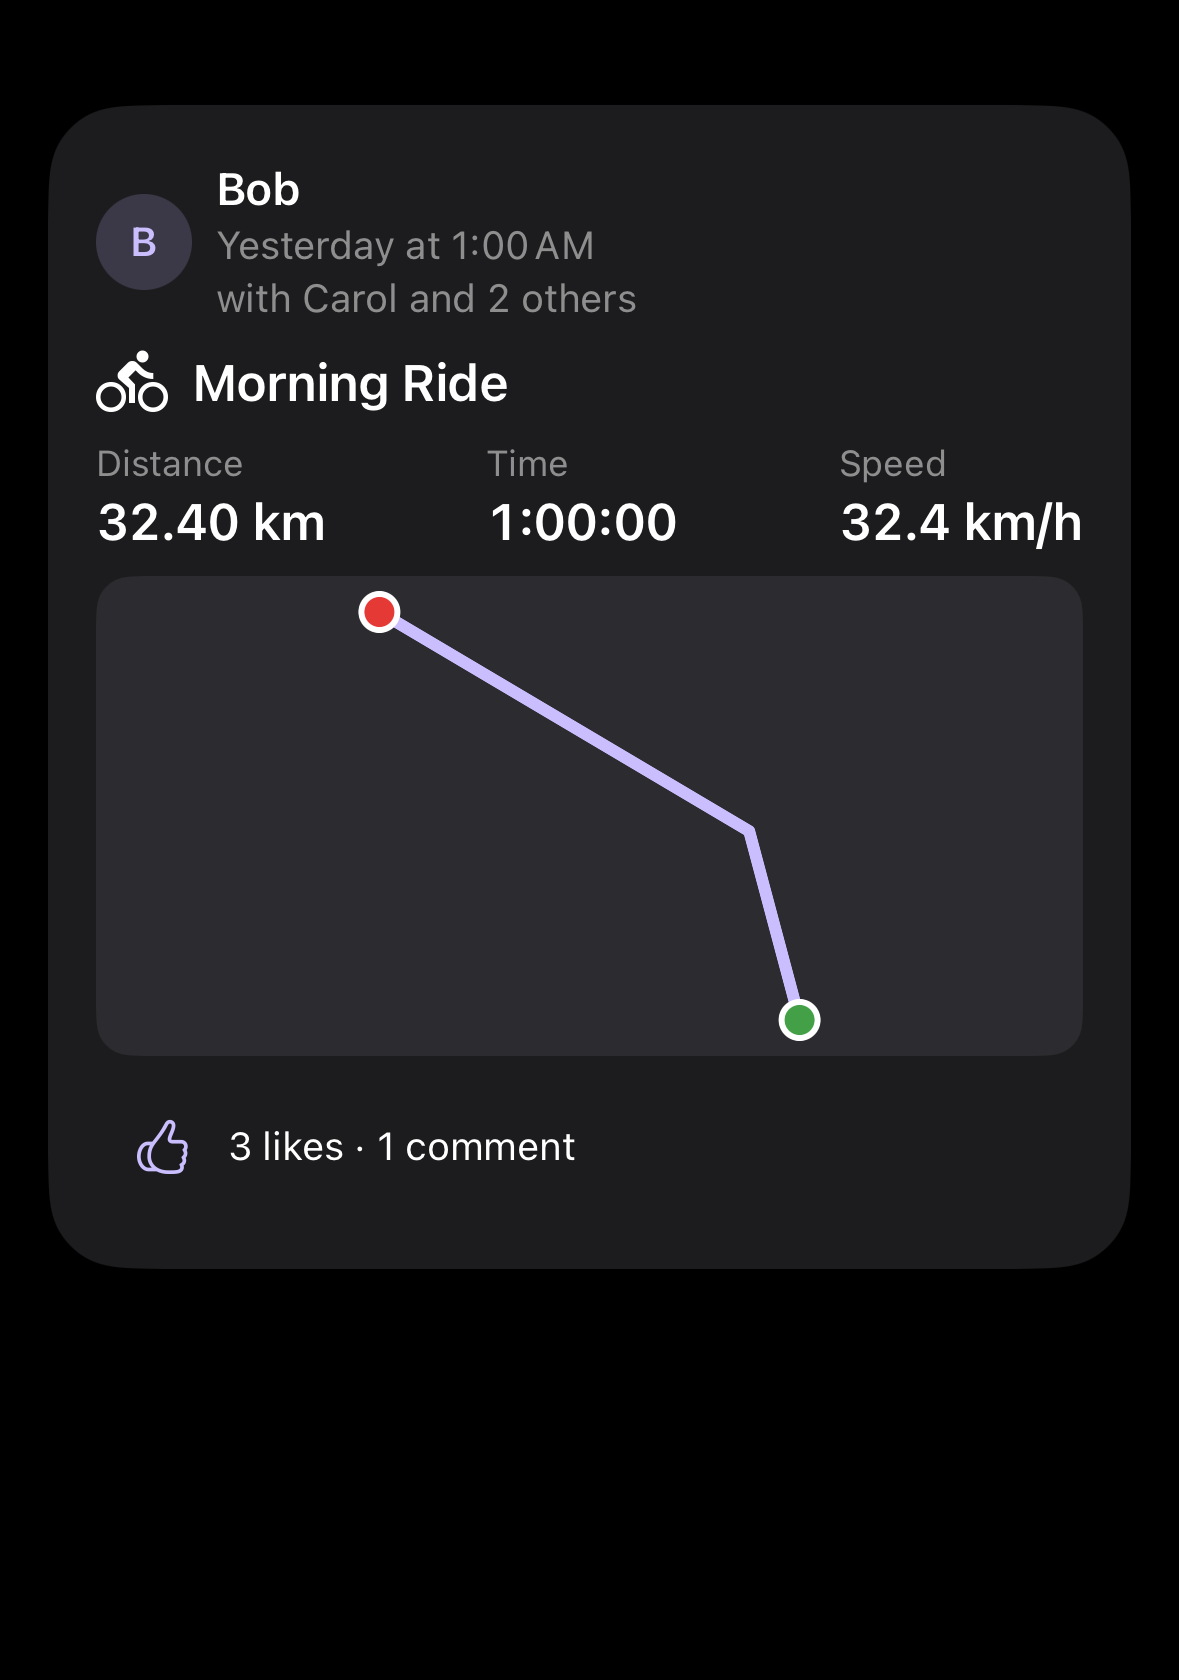 B
Bob
Yesterday at 1:00 AM
with Carol and 2 others
Morning Ride
Distance Time Speed
32.40 km 1:00:00 32.4 km/h
3 likes · 1 comment